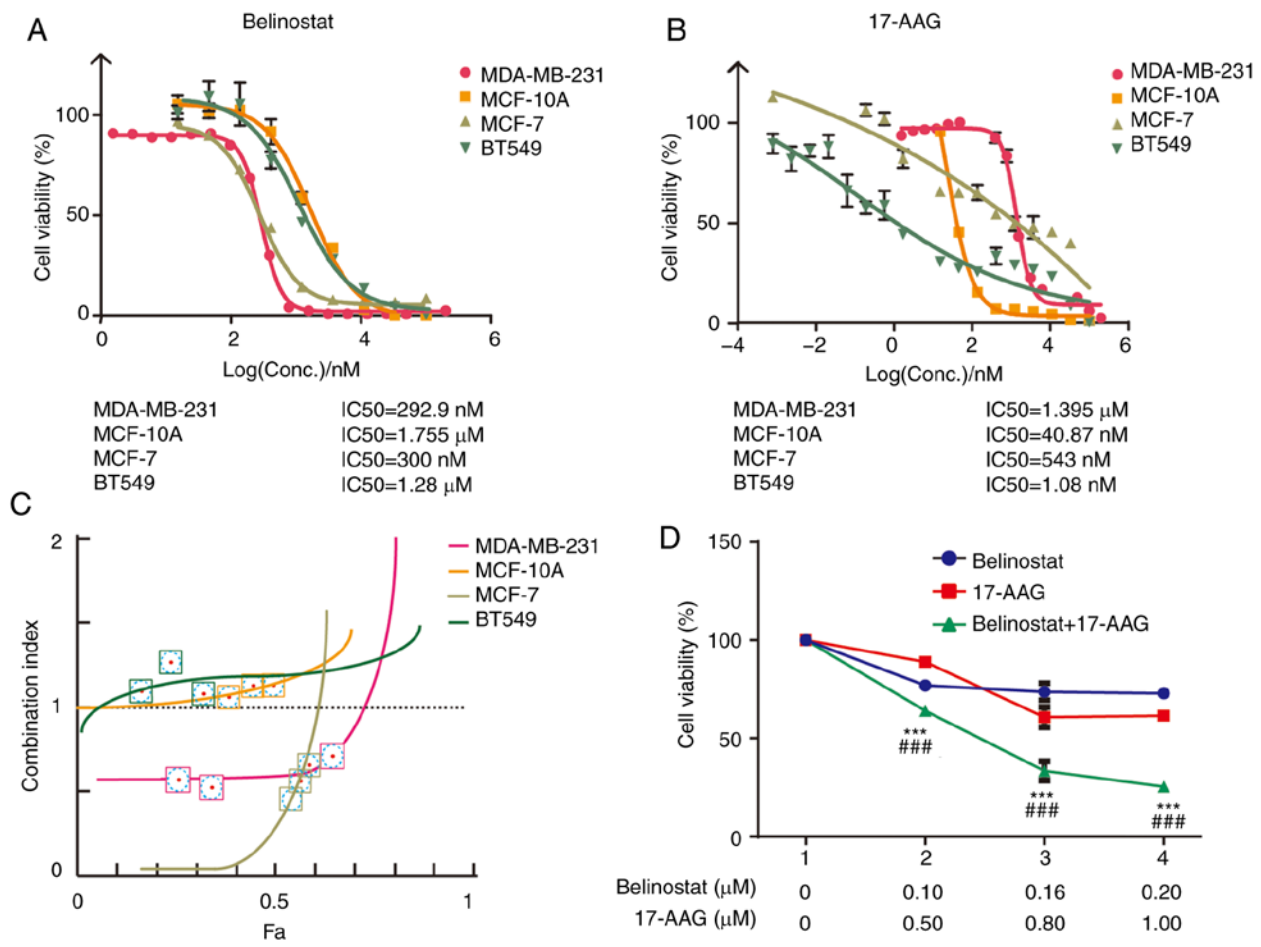 A
Belinostat
Cell viability (%)
100
50
0
0 2 4 6
Log(Conc.)/nM
MDA-MB-231
MCF-10A
MCF-7
BT549
MDA-MB-231 IC50=292.9 nM
MCF-10A IC50=1.755 μM
MCF-7 IC50=300 nM
BT549 IC50=1.28 μM
B
17-AAG
Cell viability (%)
100
50
0
−4 −2 0 2 4 6
Log(Conc.)/nM
MDA-MB-231
MCF-10A
MCF-7
BT549
MDA-MB-231 IC50=1.395 μM
MCF-10A IC50=40.87 nM
MCF-7 IC50=543 nM
BT549 IC50=1.08 nM
C
Combination index
2
1
0
0 0.5 1
Fa
MDA-MB-231
MCF-10A
MCF-7
BT549
D
Cell viability (%)
150
100
50
0
Belinostat
17-AAG
Belinostat+17-AAG
***
###
***
###
***
###
1 2 3 4
Belinostat (μM) 0 0.10 0.16 0.20
17-AAG (μM) 0 0.50 0.80 1.00